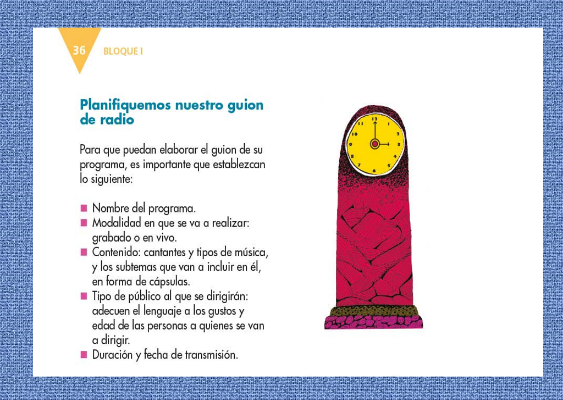 36
BLOQUE I
Planifiquemos nuestro guion
de radio
Para que puedan elaborar el guion de su
programa, es importante que establezcan
lo siguiente:
Nombre del programa.
Modalidad en que se va a realizar:
grabado o en vivo.
Contenido: cantantes y tipos de música,
y los subtemas que van a incluir en él,
en forma de cápsulas.
Tipo de público al que se dirigirán:
adecuen el lenguaje a los gustos y
edad de las personas a quienes se van
a dirigir.
Duración y fecha de transmisión.